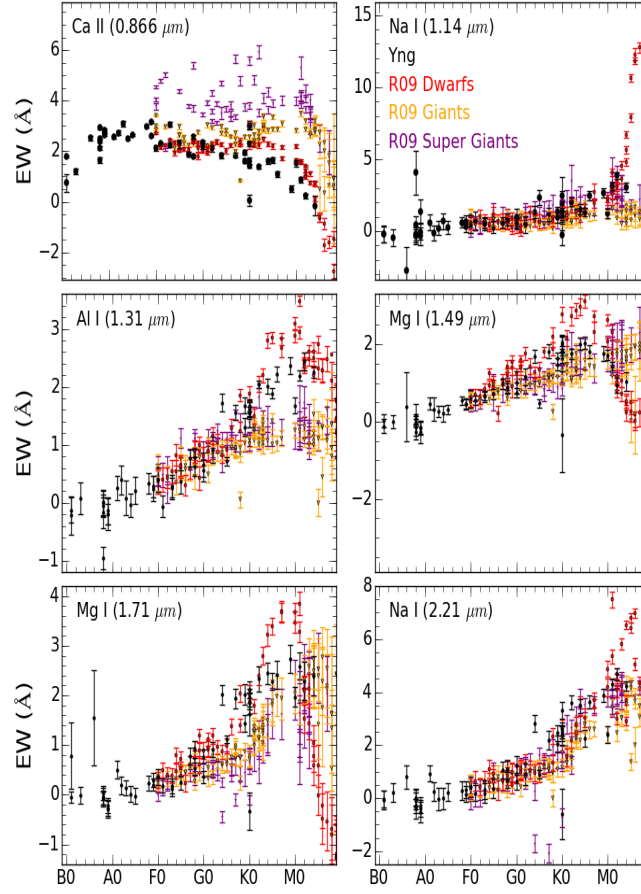 Ca II (0.866 μm)
EW (Å)
6
4
2
0
−2
Na I (1.14 μm)
Yng
R09 Dwarfs
R09 Giants
R09 Super Giants
15
10
5
0
Al I (1.31 μm)
EW (Å)
3
2
1
0
−1
Mg I (1.49 μm)
2
0
−2
Mg I (1.71 μm)
EW (Å)
4
3
2
1
0
−1
B0 A0 F0 G0 K0 M0
Na I (2.21 μm)
8
6
4
2
0
−2
B0 A0 F0 G0 K0 M0